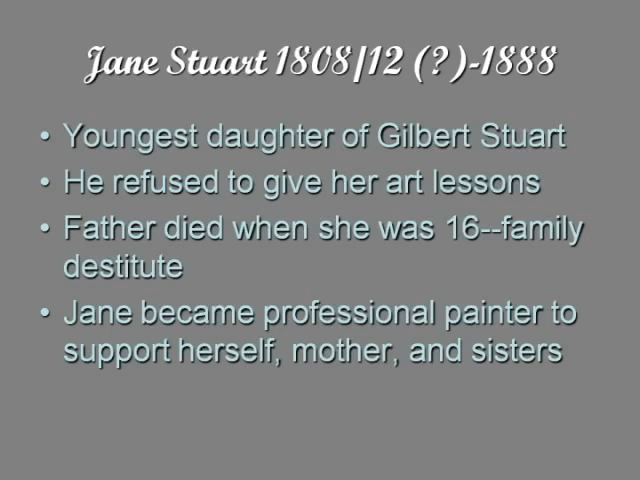 Jane Stuart 1808/12 (?)-1888
• Youngest daughter of Gilbert Stuart
• He refused to give her art lessons
• Father died when she was 16--family
destitute
• Jane became professional painter to
support herself, mother, and sisters